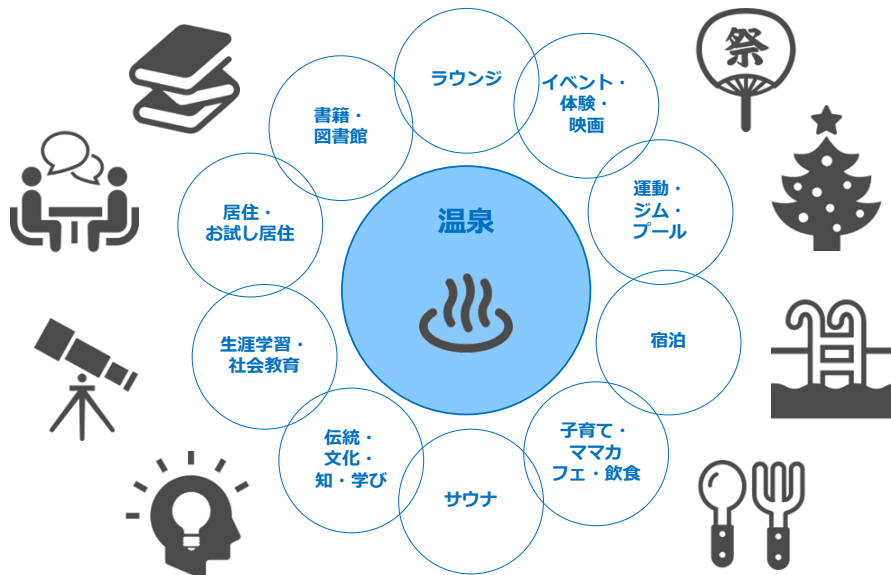 祭
ラウンジ
イベント・
体験・
映画
書籍・
図書館
運動・
ジム・
プール
居住・
お試し居住
温泉
宿泊
生涯学習・
社会教育
子育て・
ママカ
フェ・飲食
伝統・
文化・
知・学び
サウナ